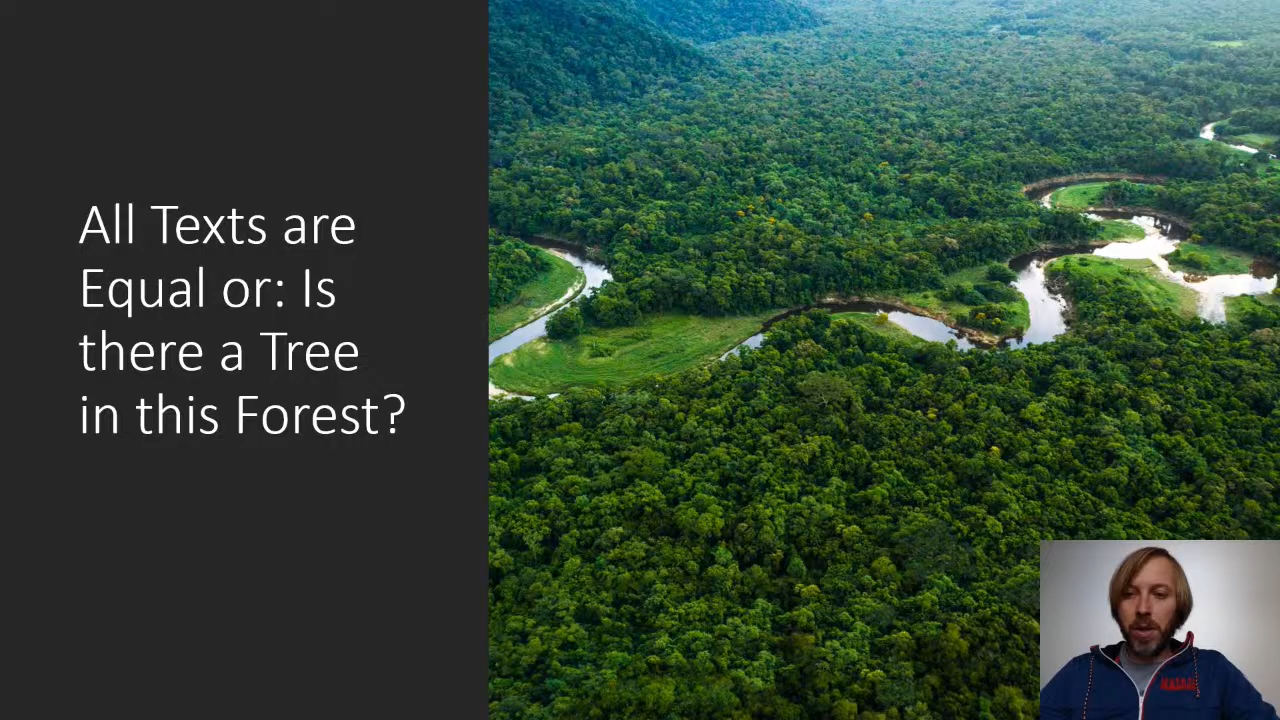 All Texts are
Equal or: Is
there a Tree
in this Forest?